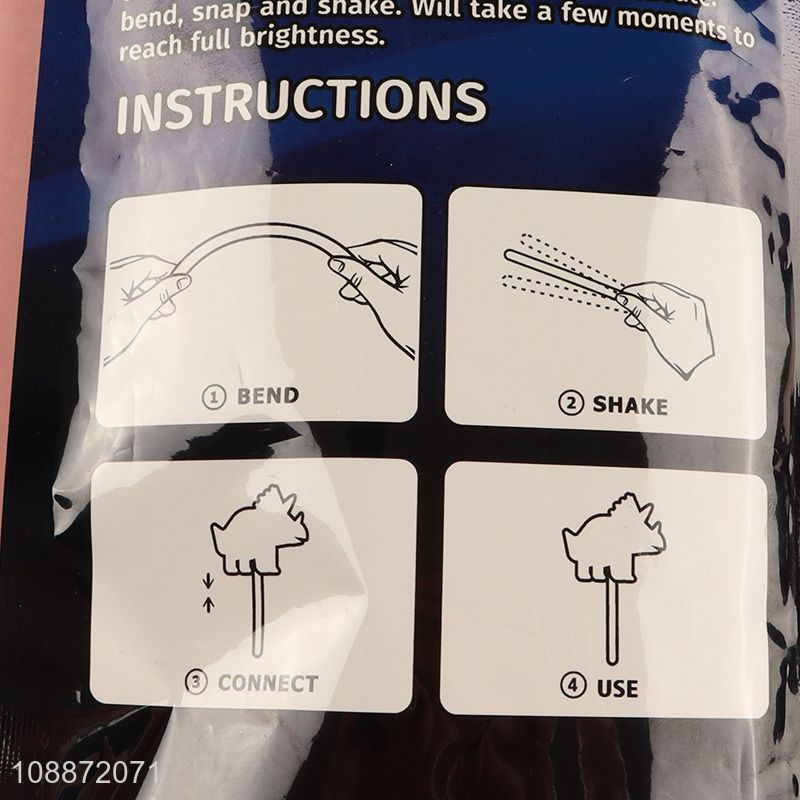 bend, snap and shake. Will take a few moments to
reach full brightness.
INSTRUCTIONS
1 BEND
2 SHAKE
3 CONNECT
4 USE
108872071